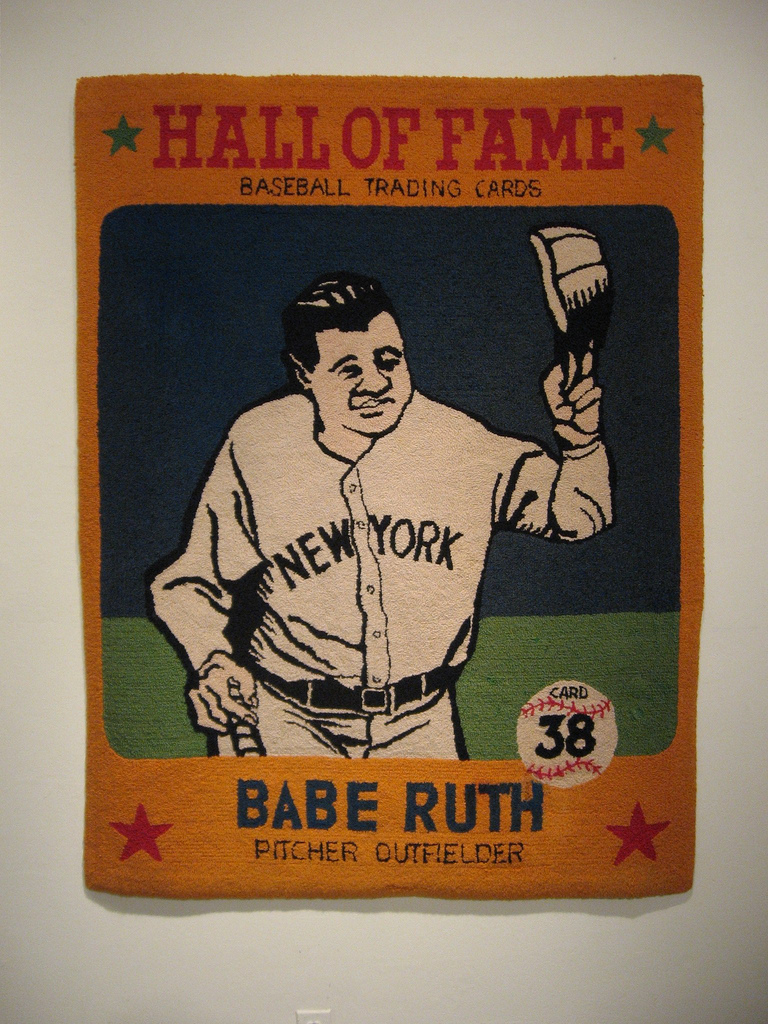 HALL OF FAME
BASEBALL TRADING CARDS
NEW YORK
CARD
38
BABE RUTH
PITCHER OUTFIELDER